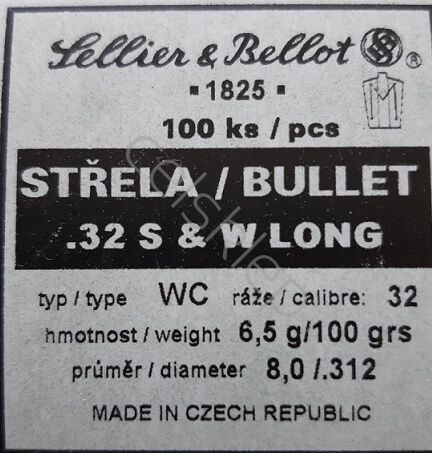 Sellier & Bellot ®
▪ 1825 ▪
100 ks / pcs
STŘELA / BULLET
.32 S & W LONG
typ / type WC ráže / calibre: 32
hmotnost / weight 6,5 g/100 grs
průměr / diameter 8,0 /.312
MADE IN CZECH REPUBLIC